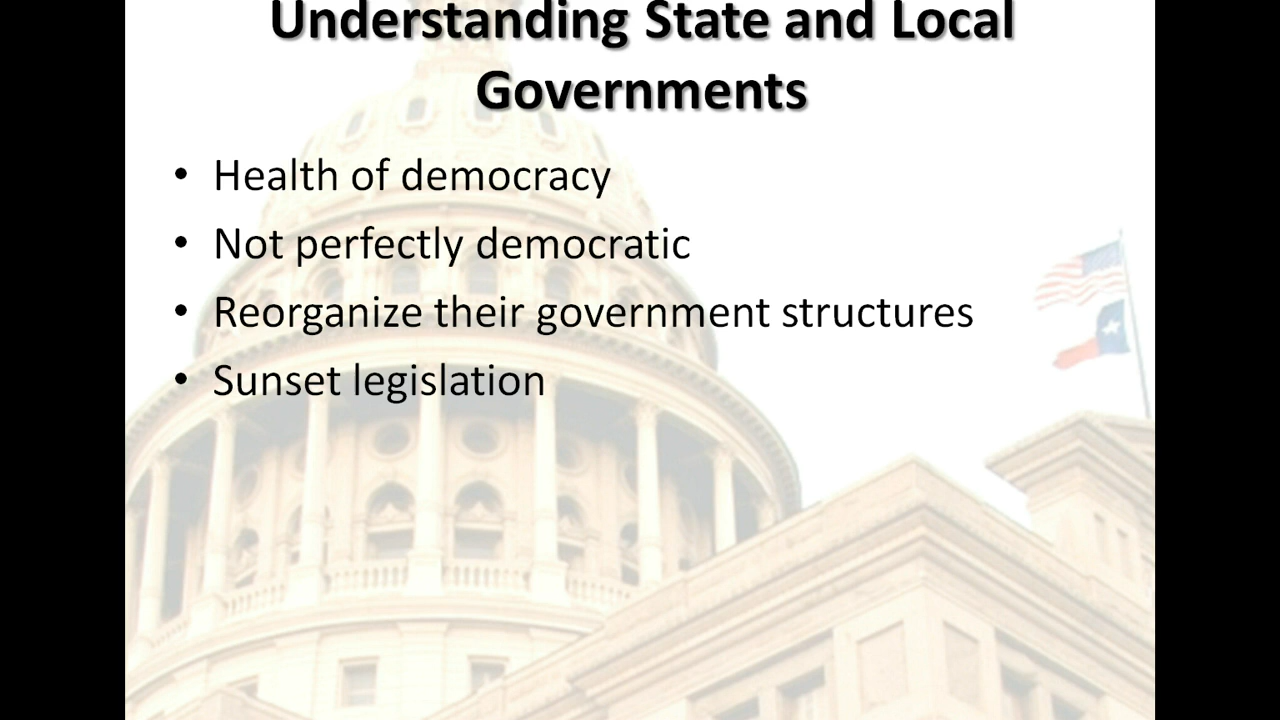 Understanding State and Local
Governments
• Health of democracy
• Not perfectly democratic
• Reorganize their government structures
• Sunset legislation